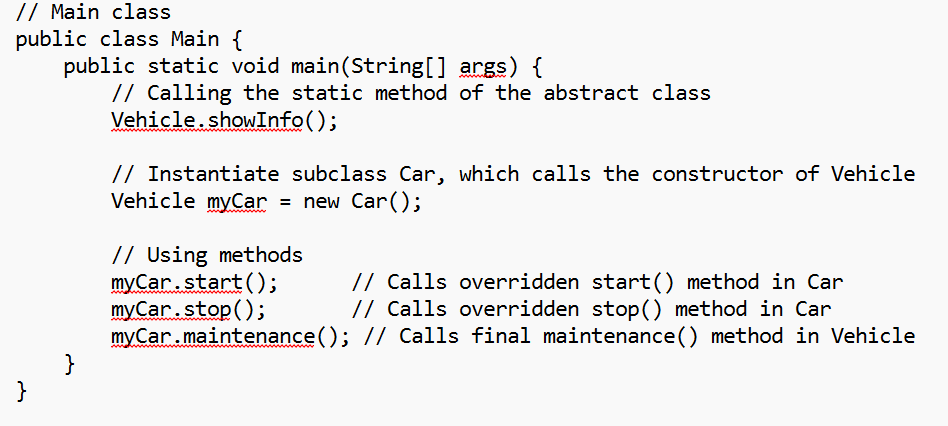 // Main class
public class Main {
    public static void main(String[] args) {
        // Calling the static method of the abstract class
        Vehicle.showInfo();

        // Instantiate subclass Car, which calls the constructor of Vehicle
        Vehicle myCar = new Car();

        // Using methods
        myCar.start();      // Calls overridden start() method in Car
        myCar.stop();       // Calls overridden stop() method in Car
        myCar.maintenance(); // Calls final maintenance() method in Vehicle
    }
}